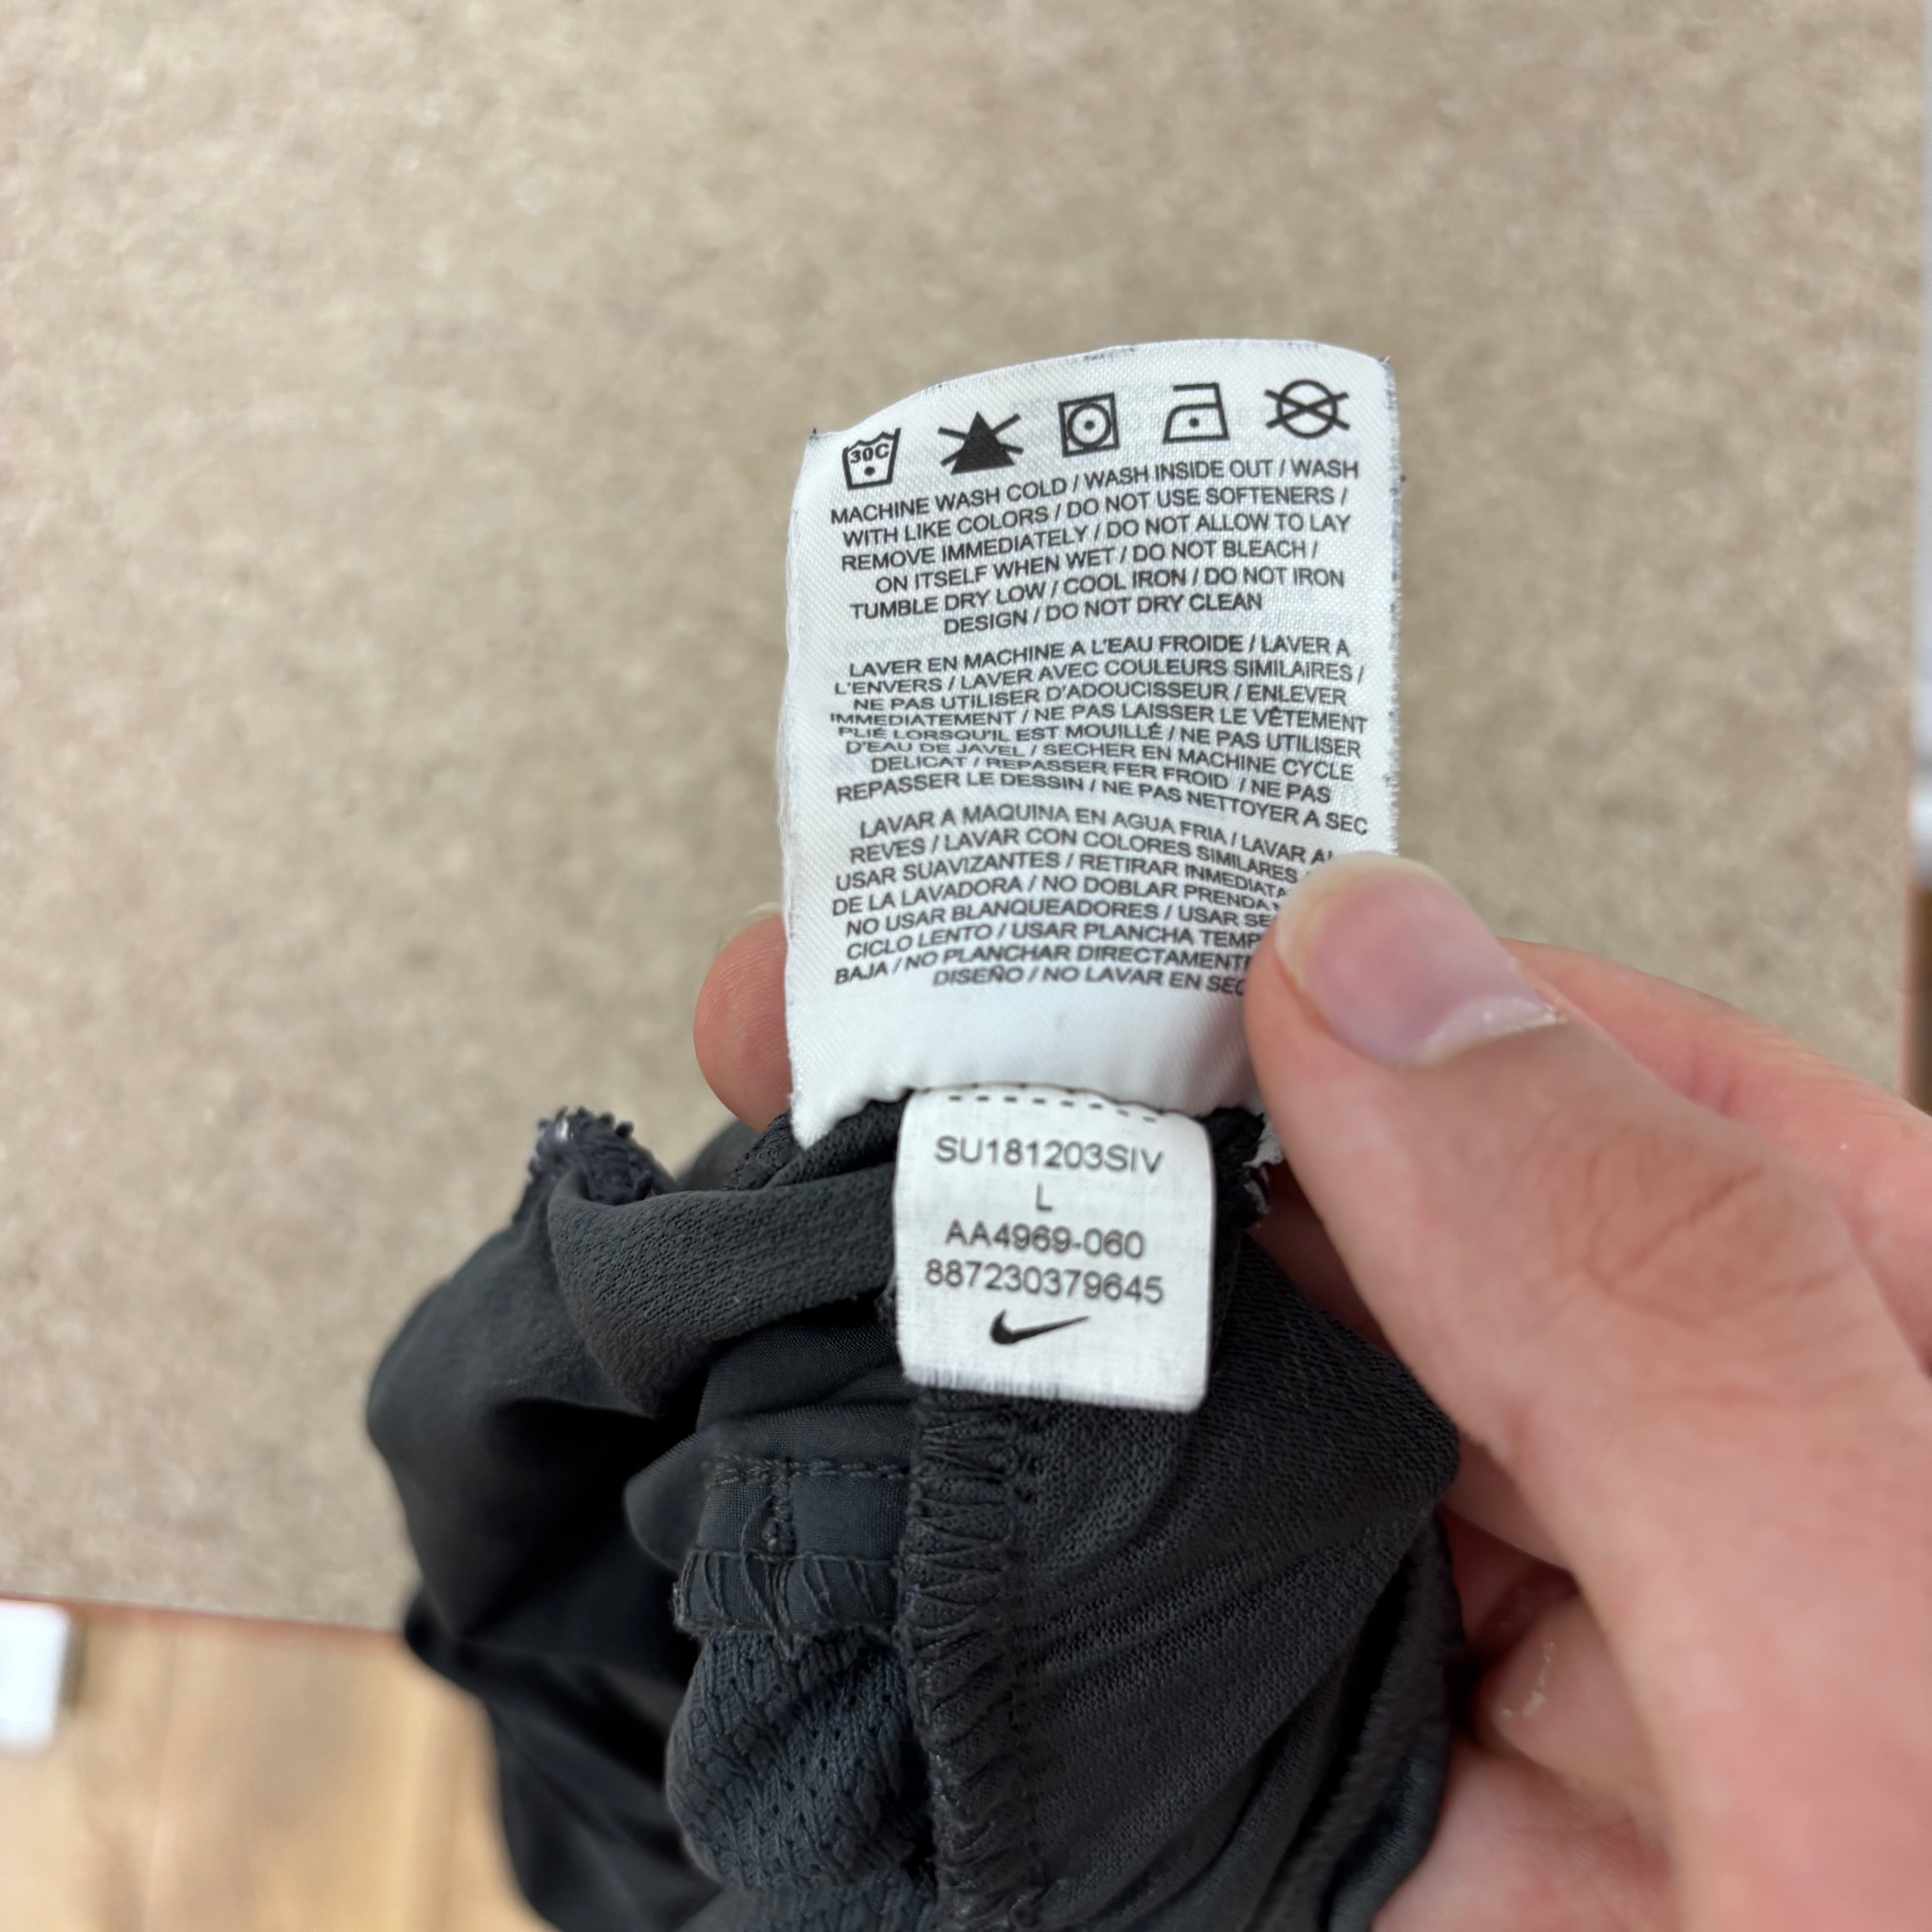 30C
MACHINE WASH COLD / WASH INSIDE OUT / WASH
WITH LIKE COLORS / DO NOT USE SOFTENERS /
REMOVE IMMEDIATELY / DO NOT ALLOW TO LAY
ON ITSELF WHEN WET / DO NOT BLEACH /
TUMBLE DRY LOW / COOL IRON / DO NOT IRON
DESIGN / DO NOT DRY CLEAN
LAVER EN MACHINE A L'EAU FROIDE / LAVER A
L'ENVERS / LAVER AVEC COULEURS SIMILAIRES /
NE PAS UTILISER D'ADOUCISSEUR / ENLEVER
IMMEDIATEMENT / NE PAS LAISSER LE VÊTEMENT
PLIÉ LORSQU'IL EST MOUILLÉ / NE PAS UTILISER
D'EAU DE JAVEL / SECHER EN MACHINE CYCLE
DELICAT / REPASSER FER FROID / NE PAS
REPASSER LE DESSIN / NE PAS NETTOYER A SEC
LAVAR A MAQUINA EN AGUA FRIA / LAVAR
REVES / LAVAR CON COLORES SIMILARES /
USAR SUAVIZANTES / RETIRAR
DE LA LAVADORA / NO DOBLAR PRENDA
NO USAR BLANQUEADORES / USAR
CICLO LENTO / USAR PLANCHA
BAJA / NO PLANCHAR
DISEÑO / NO LAVAR EN
SU181203SIV
L
AA4969-060
887230379645